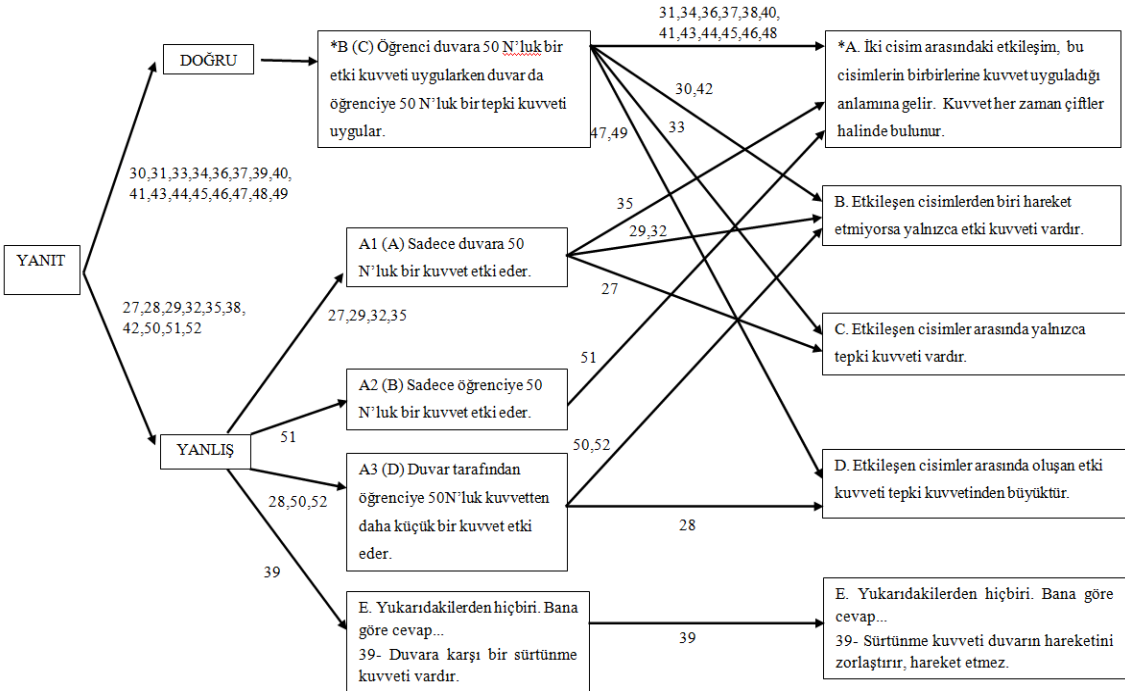 YANIT
DOĞRU
30,31,33,34,36,37,39,40,
41,43,44,45,46,47,48,49
27,28,29,32,35,38,
42,50,51,52
YANLIŞ
*B (C) Öğrenci duvara 50 N’luk bir
etki kuvveti uygularken duvar da
öğrenciye 50 N’luk bir tepki kuvveti
uygular.
27,29,32,35
A1 (A) Sadece duvara 50
N’luk bir kuvvet etki eder.
51
A2 (B) Sadece öğrenciye 50
N’luk bir kuvvet etki eder.
28,50,52
A3 (D) Duvar tarafından
öğrenciye 50N’luk kuvvetten
daha küçük bir kuvvet etki
eder.
39
E. Yukarıdakilerden hiçbiri. Bana
göre cevap...
39- Duvara karşı bir sürtünme
kuvveti vardır.
31,34,36,37,38,40,
41,43,44,45,46,48
30,42
33
47,49
35
29,32
27
51
50,52
28
39
*A. İki cisim arasındaki etkileşim, bu
cisimlerin birbirlerine kuvvet uyguladığı
anlamına gelir. Kuvvet her zaman çiftler
halinde bulunur.
B. Etkileşen cisimlerden biri hareket
etmiyorsa yalnızca etki kuvveti vardır.
C. Etkileşen cisimler arasında yalnızca
tepki kuvveti vardır.
D. Etkileşen cisimler arasında oluşan etki
kuvveti tepki kuvvetinden büyüktür.
E. Yukarıdakilerden hiçbiri. Bana göre
cevap...
39- Sürtünme kuvveti duvarın hareketini
zorlaştırır, hareket etmez.